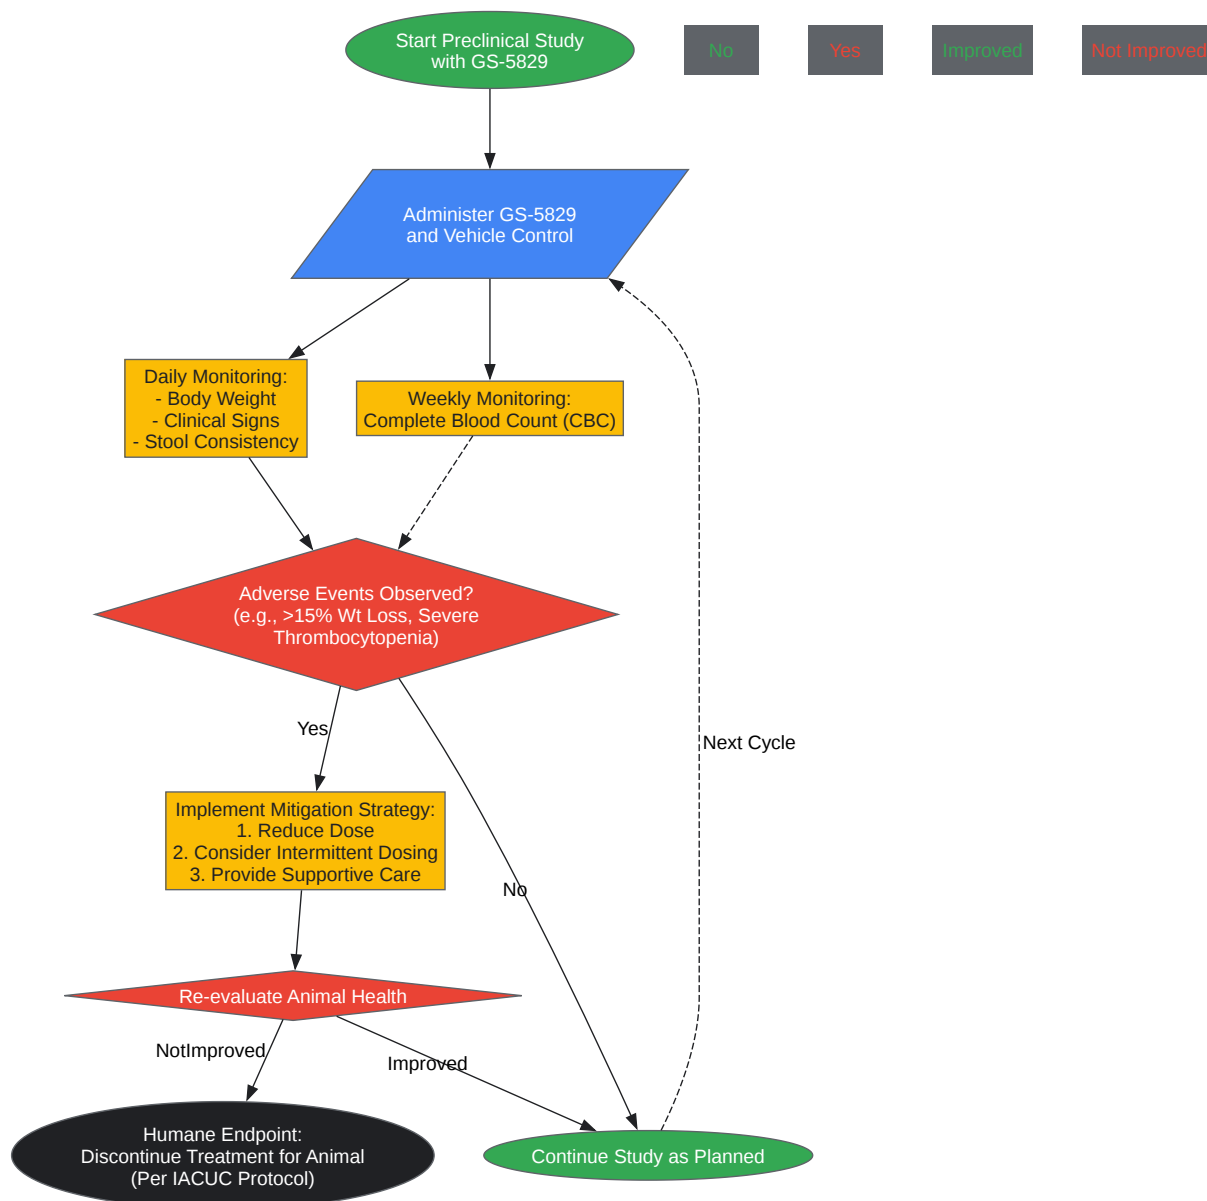 Start Preclinical Study
with GS-5829
No
Yes
Improved
Not Improved
Administer GS-5829
and Vehicle Control
Daily Monitoring:
- Body Weight
- Clinical Signs
- Stool Consistency
Weekly Monitoring:
Complete Blood Count (CBC)
Adverse Events Observed?
(e.g., >15% Wt Loss, Severe
Thrombocytopenia)
Yes
Next Cycle
Implement Mitigation Strategy:
1. Reduce Dose
2. Consider Intermittent Dosing
3. Provide Supportive Care
No
Re-evaluate Animal Health
NotImproved
Improved
Humane Endpoint:
Discontinue Treatment for Animal
(Per IACUC Protocol)
Continue Study as Planned